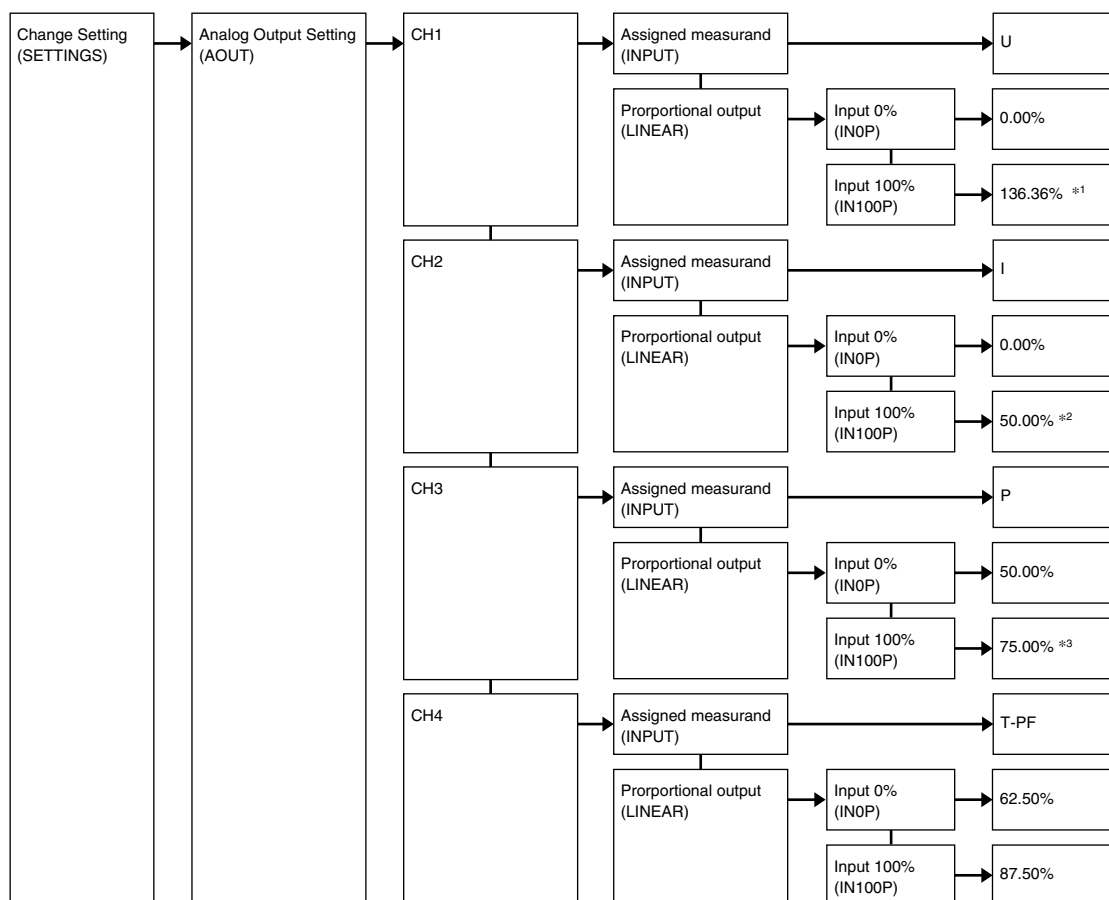 Change Setting
(SETTINGS)
Analog Output Setting
(AOUT)
CH1
Assigned measurand
(INPUT)
U
Prorportional output
(LINEAR)
Input 0%
(IN0P)
0.00%
Input 100%
(IN100P)
136.36% *1
CH2
Assigned measurand
(INPUT)
I
Prorportional output
(LINEAR)
Input 0%
(IN0P)
0.00%
Input 100%
(IN100P)
50.00% *2
CH3
Assigned measurand
(INPUT)
P
Prorportional output
(LINEAR)
Input 0%
(IN0P)
50.00%
Input 100%
(IN100P)
75.00% *3
CH4
Assigned measurand
(INPUT)
T-PF
Prorportional output
(LINEAR)
Input 0%
(IN0P)
62.50%
Input 100%
(IN100P)
87.50%